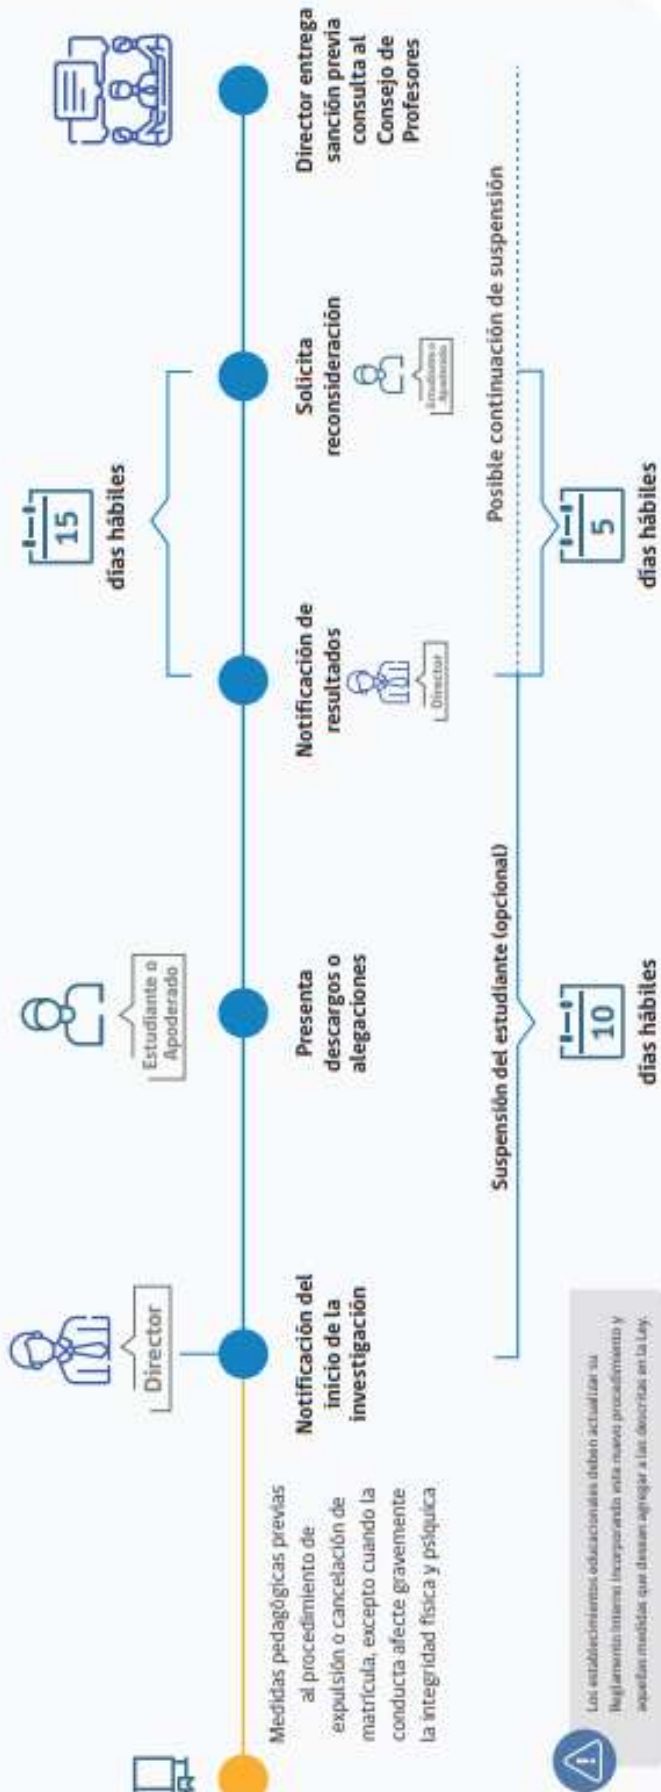 Medidas pedagógicas previas
al procedimiento de
expulsión o cancelación de
matrícula, excepto cuando la
conducta afecte gravemente
la integridad física y psíquica
Director
Notificación del
inicio de la
investigación
Estudiante o
Apoderado
Presenta
descargos o
alegaciones
Notificación de
resultados
Director
15
días hábiles
Solicita
reconsideración
Estudiante o
Apoderado
Director entrega
sanción previa
consulta al
Consejo de
Profesores
Suspensión del estudiante (opcional)
10
días hábiles
Posible continuación de suspensión
5
días hábiles
Los establecimientos educacionales deben actualizar su
Reglamento Interno incorporando este nuevo procedimiento y
aquellas medidas que desean agregar a las descritas en la Ley.